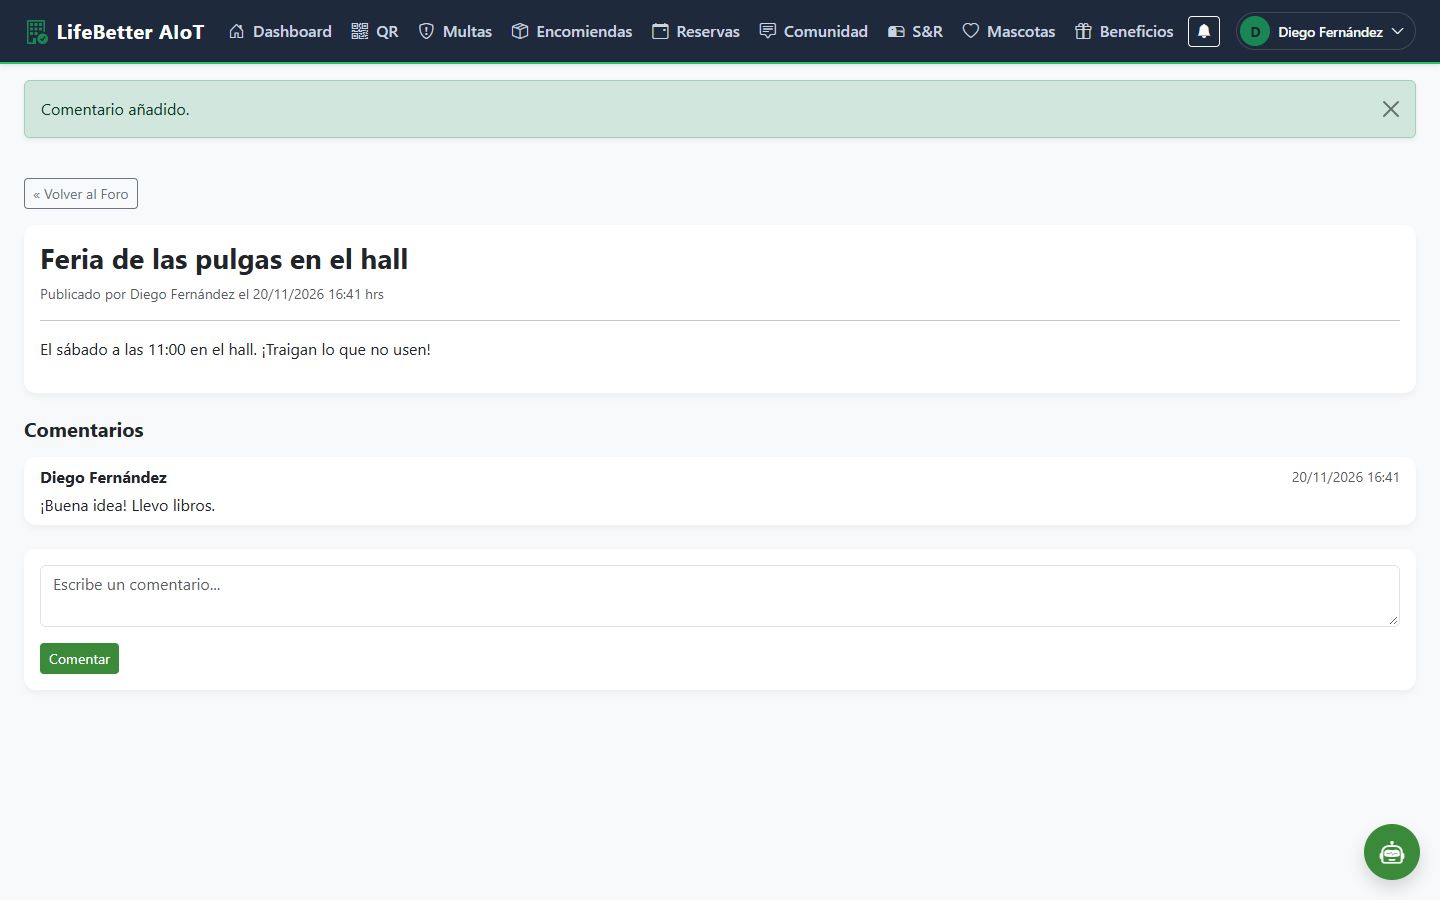 LifeBetter AIoT
Dashboard
QR
Multas
Encomiendas
Reservas
Comunidad
S&R
Mascotas
Beneficios
D
Diego Fernández
Comentario añadido.
« Volver al Foro
Feria de las pulgas en el hall
Publicado por Diego Fernández el 20/11/2026 16:41 hrs
El sábado a las 11:00 en el hall. ¡Traigan lo que no usen!
Comentarios
Diego Fernández
20/11/2026 16:41
¡Buena idea! Llevo libros.
Escribe un comentario...
Comentar